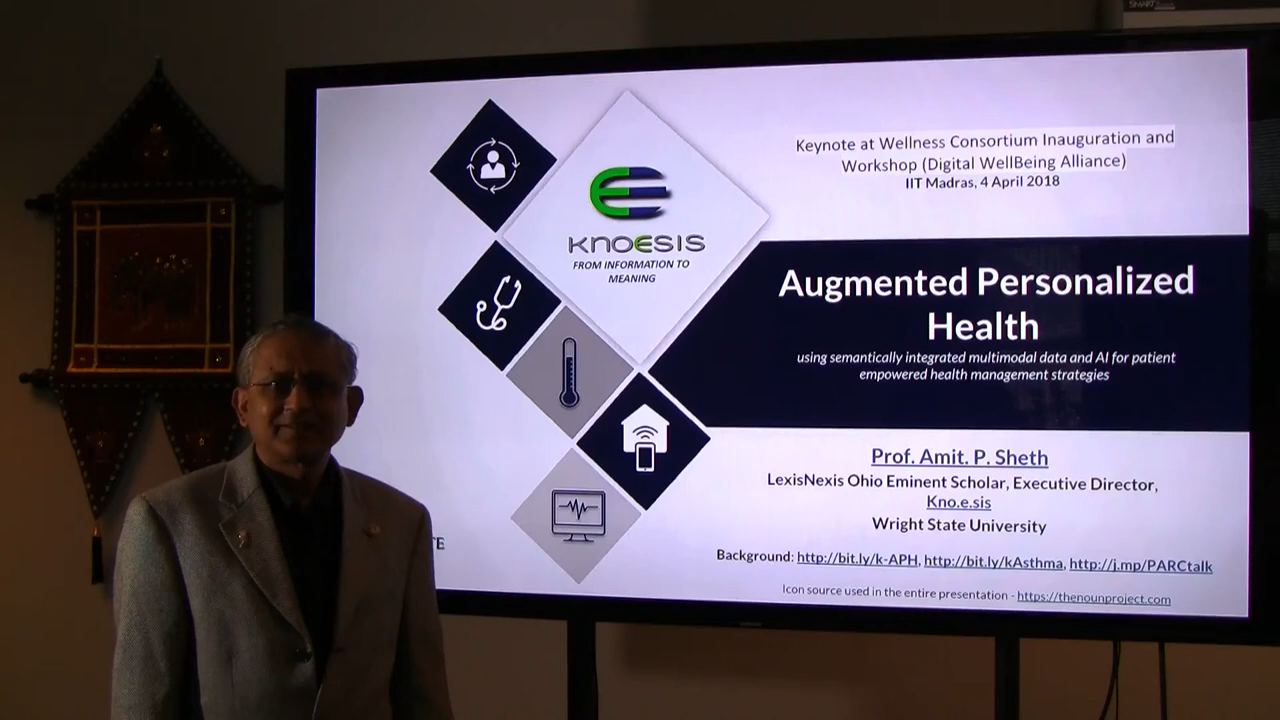 SMART
Keynote at Wellness Consortium Inauguration and
Workshop (Digital WellBeing Alliance)
IIT Madras, 4 April 2018
KNOESIS
FROM INFORMATION TO
MEANING
Augmented Personalized
Health
using semantically integrated multimodal data and AI for patient
empowered health management strategies
Prof. Amit. P. Sheth
LexisNexis Ohio Eminent Scholar, Executive Director,
Kno.e.sis
Wright State University
TE
Background: http://bit.ly/k-APH, http://bit.ly/kAsthma, http://j.mp/PARCtalk
Icon source used in the entire presentation - https://thenounproject.com